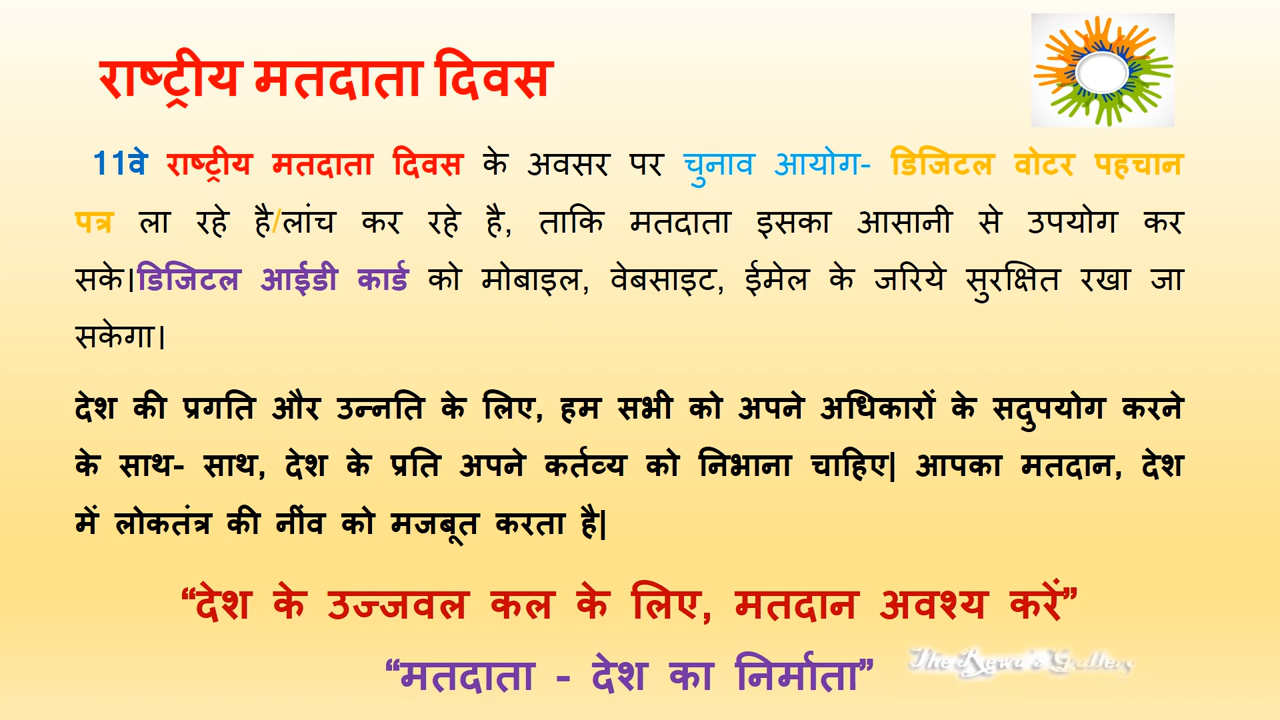 राष्ट्रीय मतदाता दिवस
11वे राष्ट्रीय मतदाता दिवस के अवसर पर चुनाव आयोग- डिजिटल वोटर पहचान
पत्र ला रहे है/लांच कर रहे है, ताकि मतदाता इसका आसानी से उपयोग कर
सके।डिजिटल आईडी कार्ड को मोबाइल, वेबसाइट, ईमेल के जरिये सुरक्षित रखा जा
सकेगा।
देश की प्रगति और उन्नति के लिए, हम सभी को अपने अधिकारों के सदुपयोग करने
के साथ- साथ, देश के प्रति अपने कर्तव्य को निभाना चाहिए| आपका मतदान, देश
में लोकतंत्र की नींव को मजबूत करता है|
“देश के उज्जवल कल के लिए, मतदान अवश्य करें”
“मतदाता - देश का निर्माता”
The Rewa's Gallery